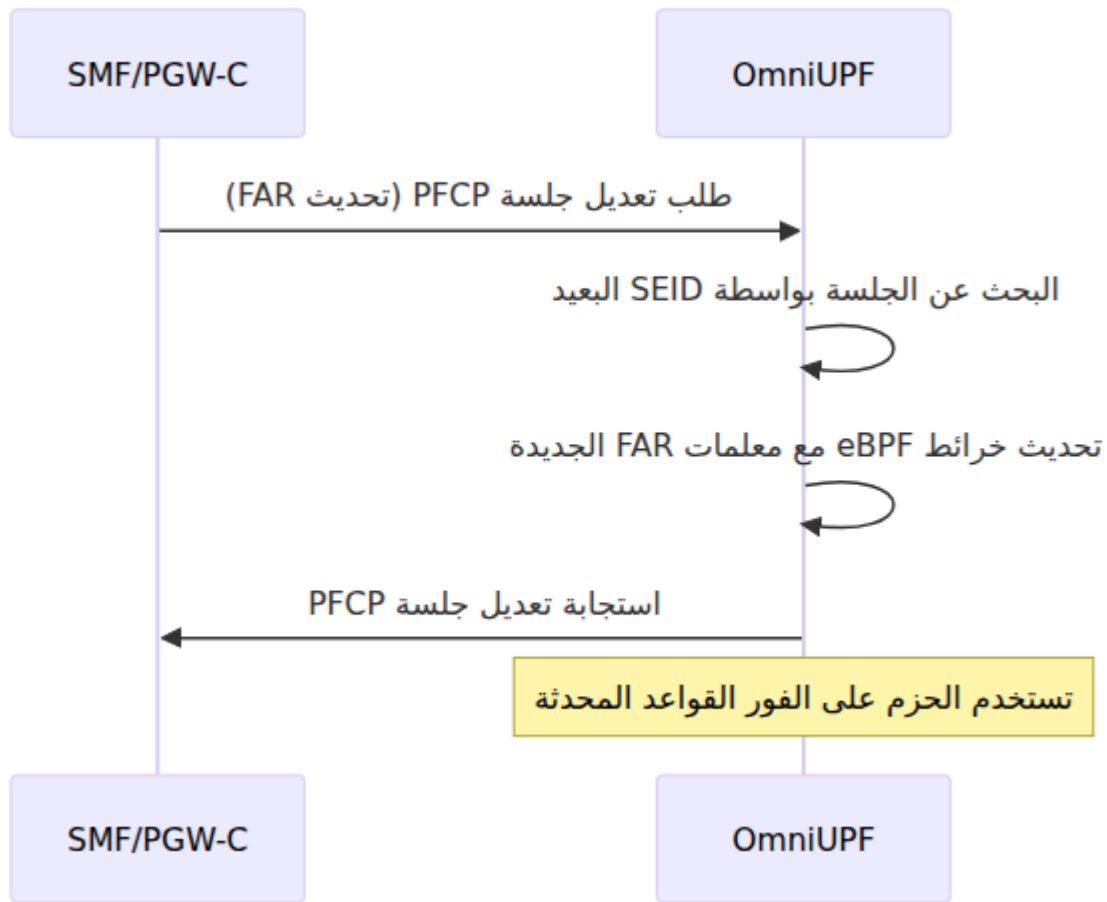 SMF/PGW-C
OmniUPF
طلب تعديل جلسة PFCP (تحديث FAR)
البحث عن الجلسة بواسطة SEID البعيد
تحديث خرائط eBPF مع معلمات FAR الجديدة
استجابة تعديل جلسة PFCP
تستخدم الحزم على الفور القواعد المحدثة
SMF/PGW-C
OmniUPF